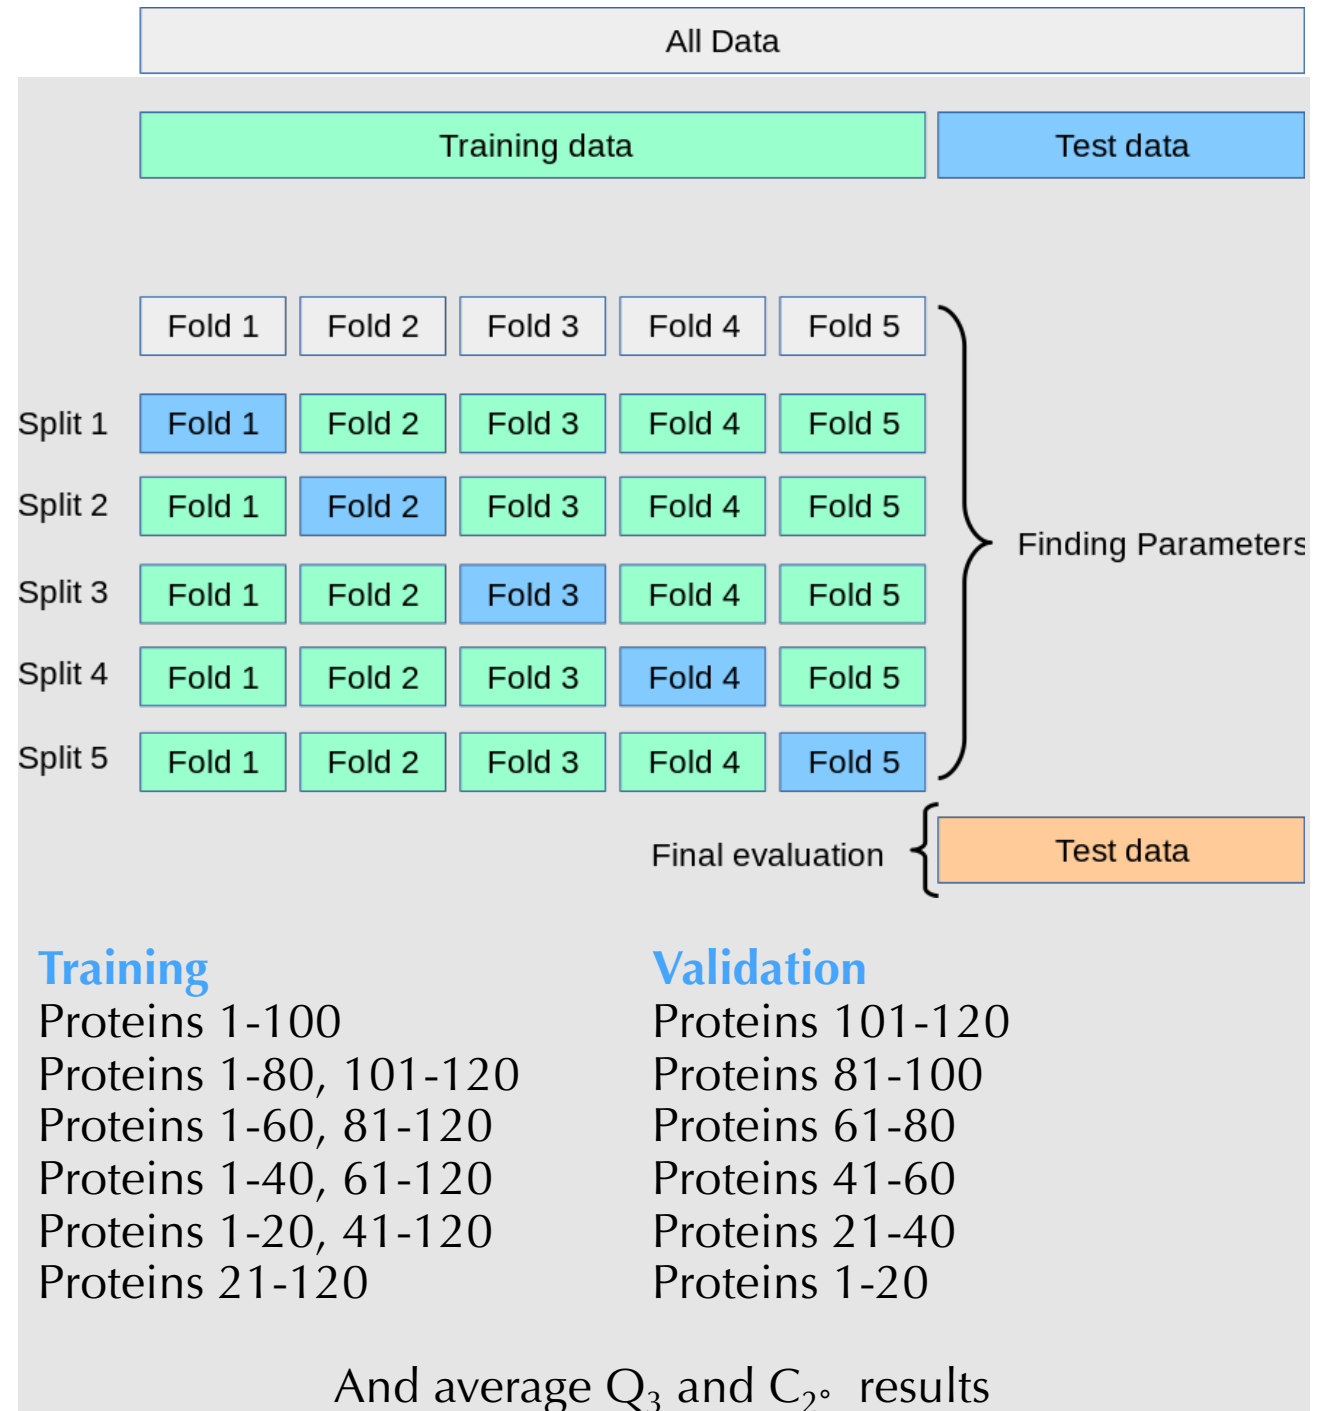 All Data
Training data Test data
Fold 1 Fold 2 Fold 3 Fold 4 Fold 5
Split 1 Fold 1 Fold 2 Fold 3 Fold 4 Fold 5
Split 2 Fold 1 Fold 2 Fold 3 Fold 4 Fold 5
Finding Parameters
Split 3 Fold 1 Fold 2 Fold 3 Fold 4 Fold 5
Split 4 Fold 1 Fold 2 Fold 3 Fold 4 Fold 5
Split 5 Fold 1 Fold 2 Fold 3 Fold 4 Fold 5
Final evaluation Test data
Training Validation
Proteins 1-100 Proteins 101-120
Proteins 1-80, 101-120 Proteins 81-100
Proteins 1-60, 81-120 Proteins 61-80
Proteins 1-40, 61-120 Proteins 41-60
Proteins 1-20, 41-120 Proteins 21-40
Proteins 21-120 Proteins 1-20
And average Q₃ and C₂° results